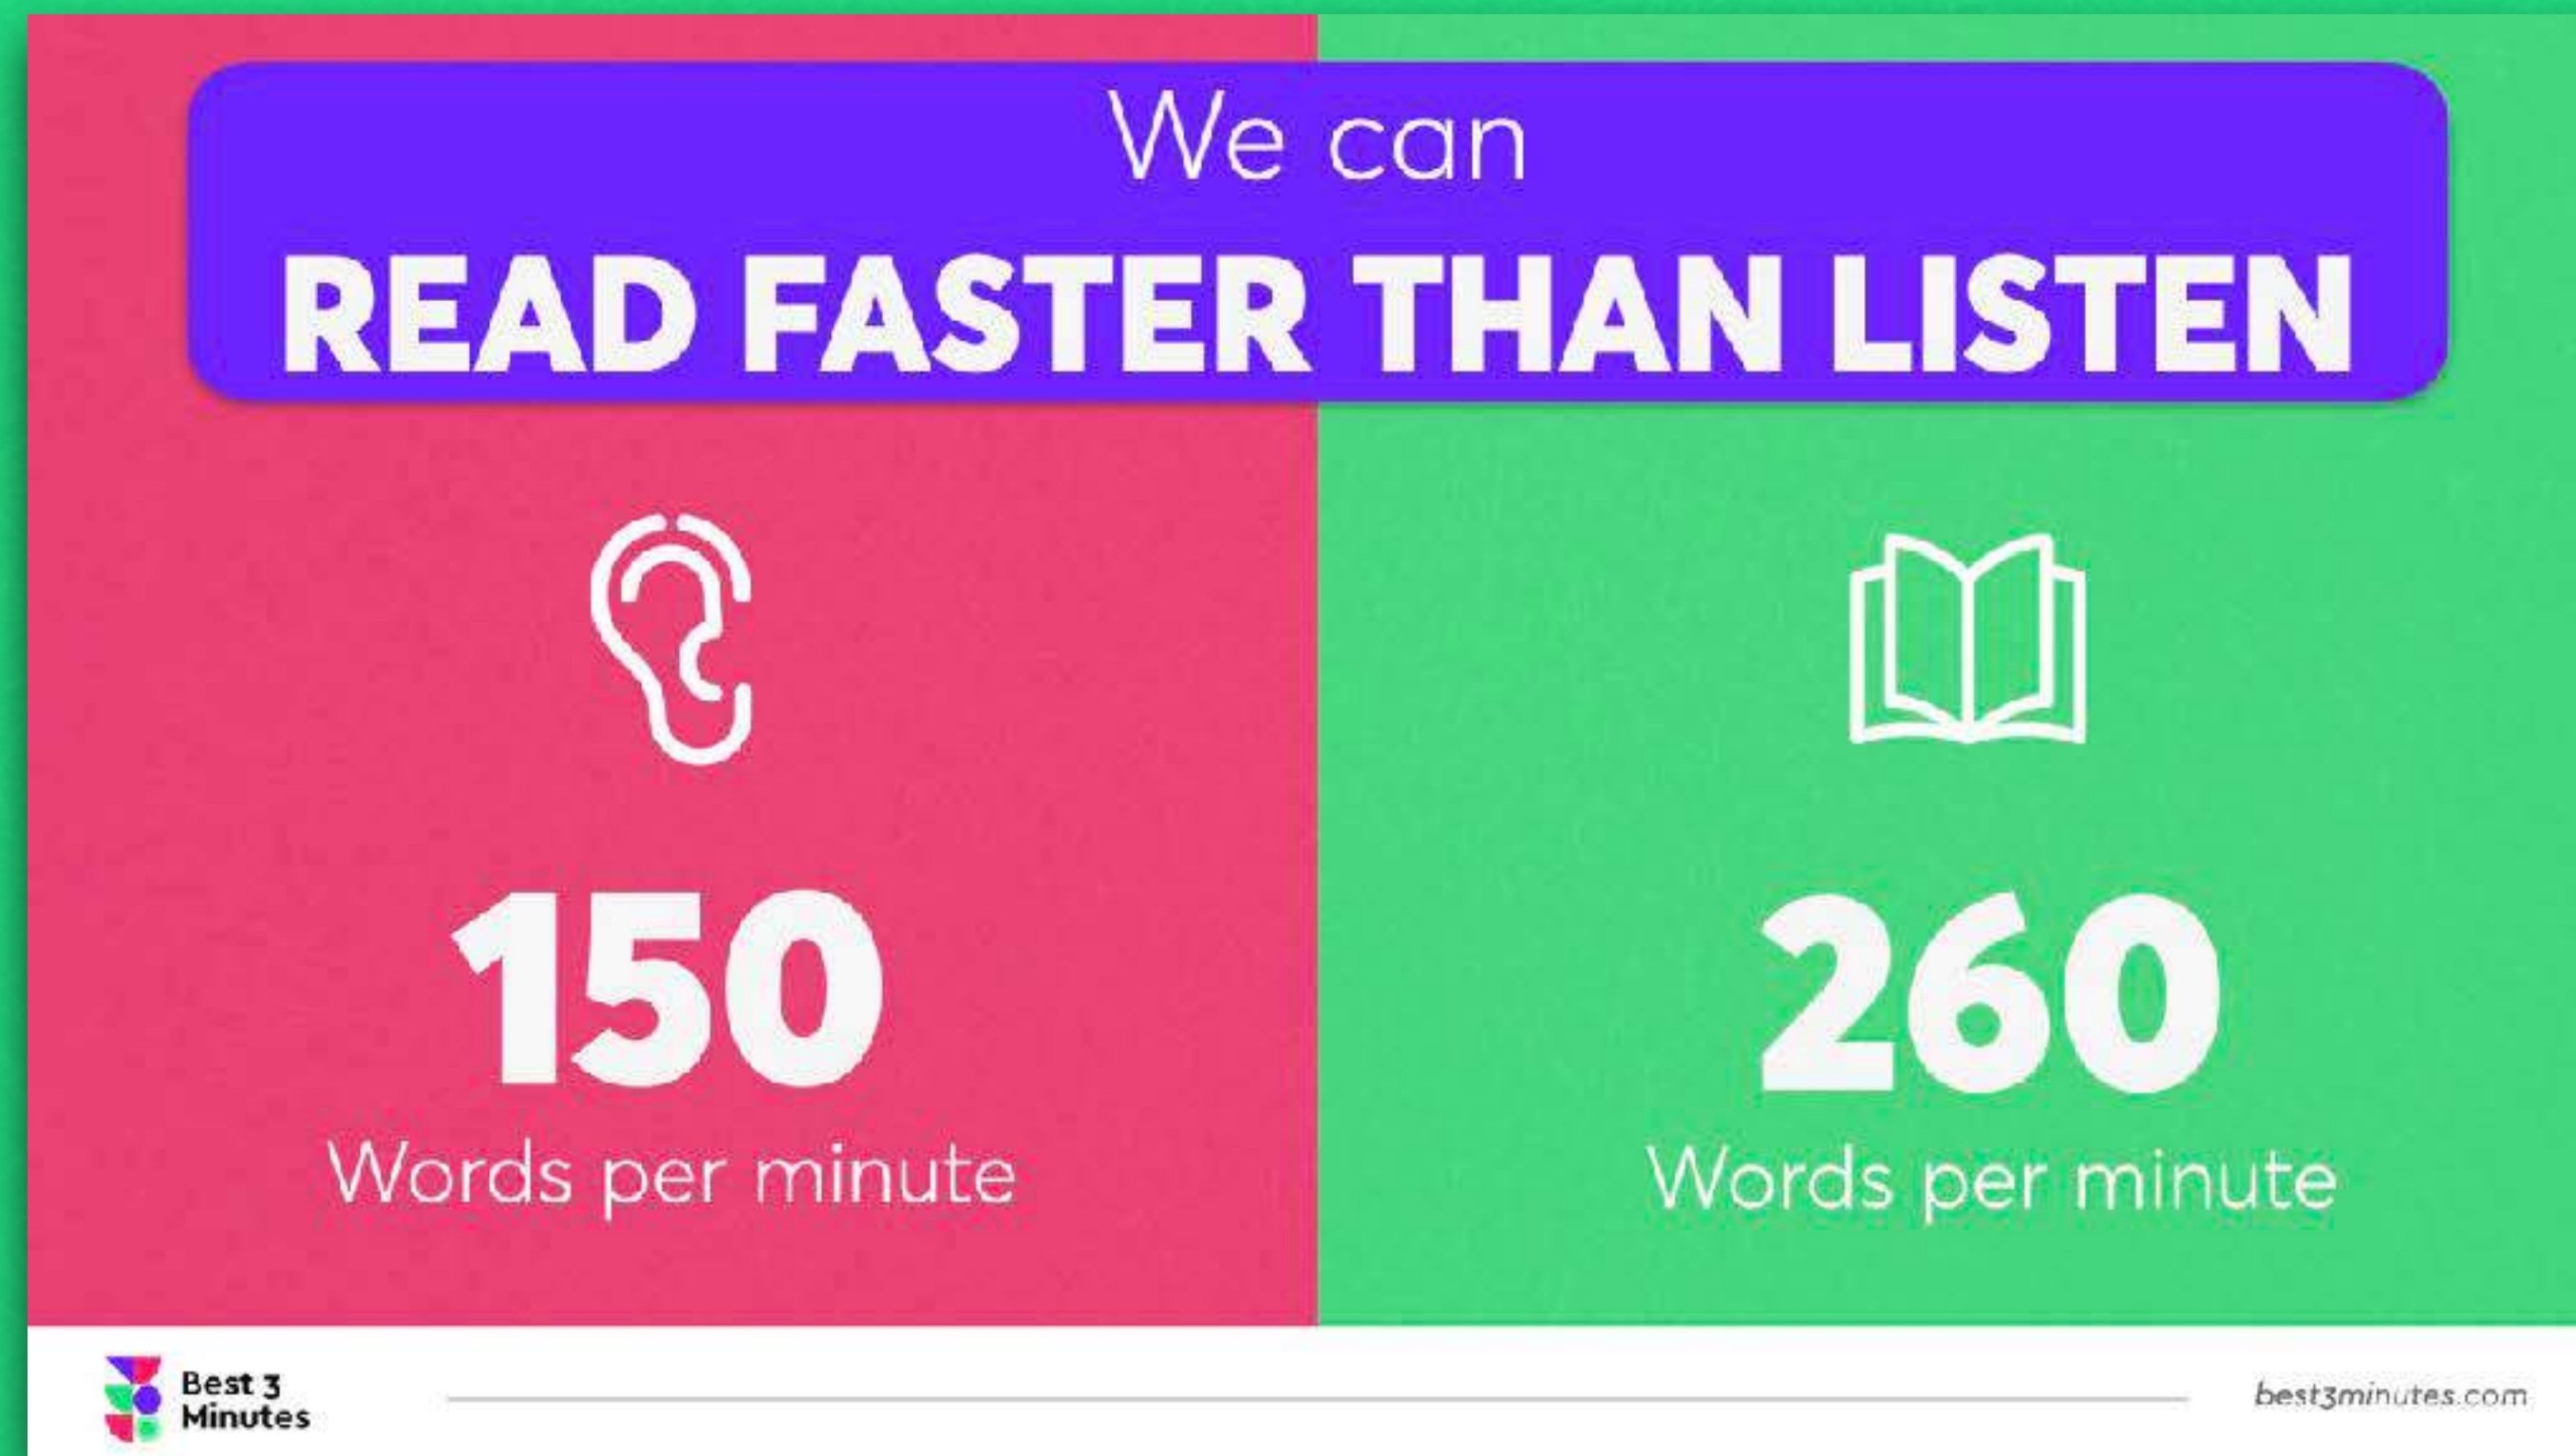 We can
READ FASTER THAN LISTEN
150
Words per minute
260
Words per minute
Best 3
Minutes
best3minutes.com